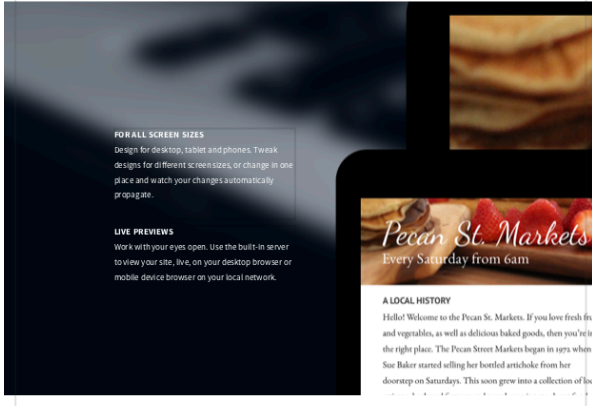 FOR ALL SCREEN SIZES
Design for desktop, tablet and phones. Tweak
designs for different screen sizes, or change in one
place and watch your changes automatically
propagate.
LIVE PREVIEWS
Work with your eyes open. Use the built-in server
to view your site, live, on your desktop browser or
mobile device browser on your local network.
Pecan St. Markets
Every Saturday from 6am
A LOCAL HISTORY
Hello! Welcome to the Pecan St. Markets. If you love fresh
and vegetables, as well as delicious baked goods, then you're
the right place. The Pecan Street Markets began in 1972 when
Sue Baker started selling her bottled artichoke from her
doorstep on Saturdays. This soon grew into a collection of